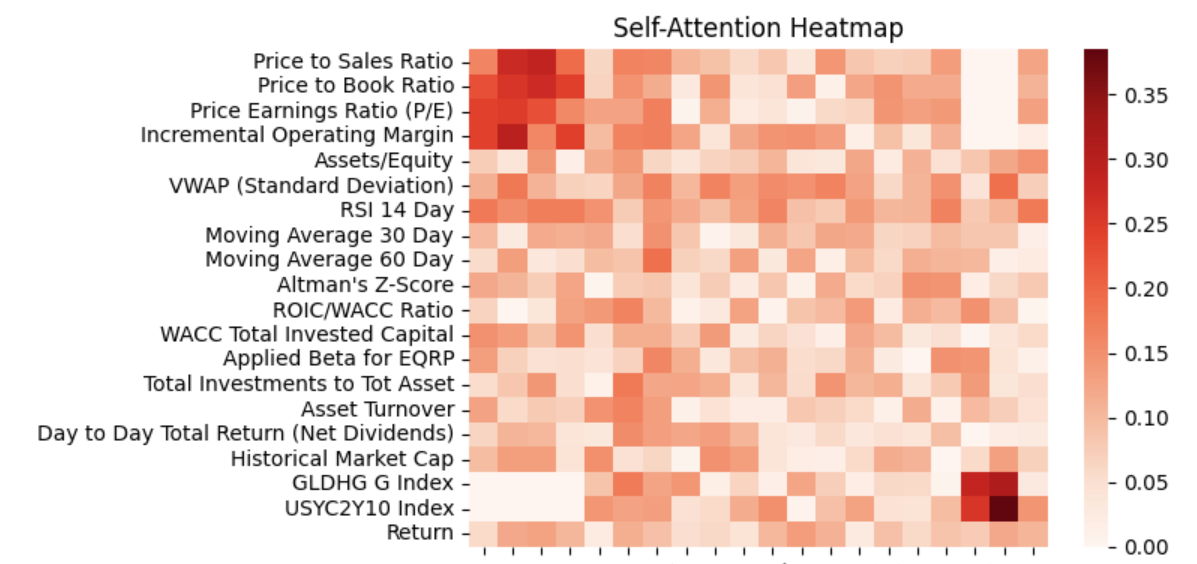 Self-Attention Heatmap
Price to Sales Ratio
Price to Book Ratio
Price Earnings Ratio (P/E)
Incremental Operating Margin
Assets/Equity
VWAP (Standard Deviation)
RSI 14 Day
Moving Average 30 Day
Moving Average 60 Day
Altman's Z-Score
ROIC/WACC Ratio
WACC Total Invested Capital
Applied Beta for EQRP
Total Investments to Tot Asset
Asset Turnover
Day to Day Total Return (Net Dividends)
Historical Market Cap
GLDHG G Index
USYC2Y10 Index
Return
0.35
0.30
0.25
0.20
0.15
0.10
0.05
0.00